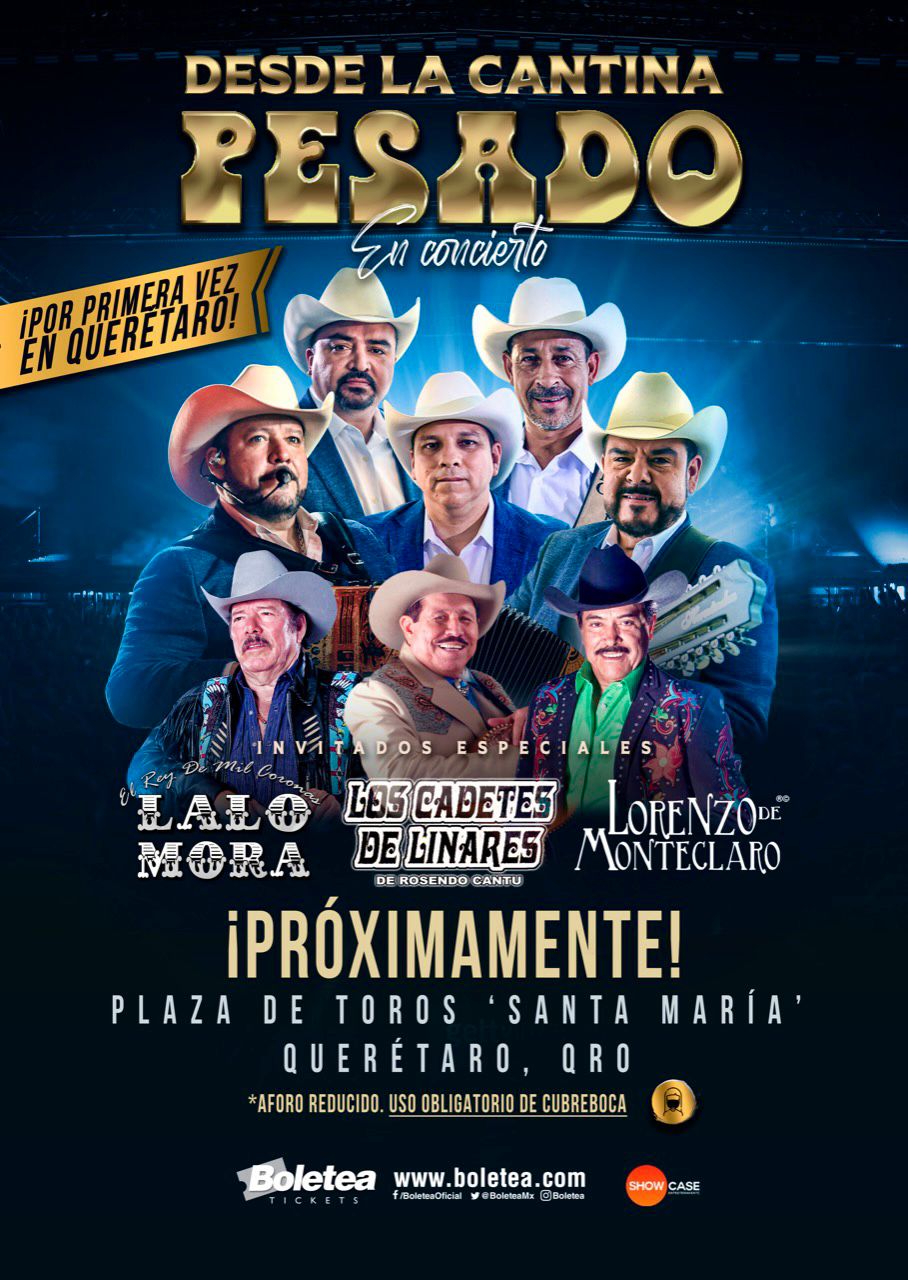 DESDE LA CANTINA
PESADO
En concierto
¡POR PRIMERA VEZ
EN QUERÉTARO!
INVITADOS ESPECIALES
El Rey De Mil Coronas
LALO
MORA
LOS CADETES
DE LINARES
DE ROSENDO CANTU
LORENZO DE
MONTECLARO
®©
¡PRÓXIMAMENTE!
PLAZA DE TOROS ‘SANTA MARÍA’
QUERÉTARO, QRO
*AFORO REDUCIDO. USO OBLIGATORIO DE CUBREBOCA
Boletea
TICKETS
www.boletea.com
/BoleteaOficial @BoleteaMx Boletea
SHOW CASE
ENTRETENIMIENTO